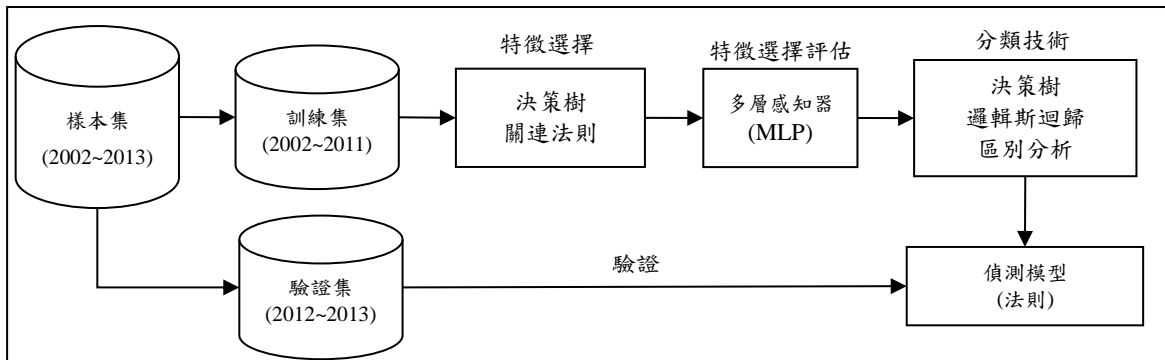 特徵選擇
特徵選擇評估
分類技術
樣本集
(2002~2013)
訓練集
(2002~2011)
決策樹
關連法則
多層感知器
(MLP)
決策樹
邏輯斯迴歸
區別分析
驗證集
(2012~2013)
驗證
偵測模型
(法則)